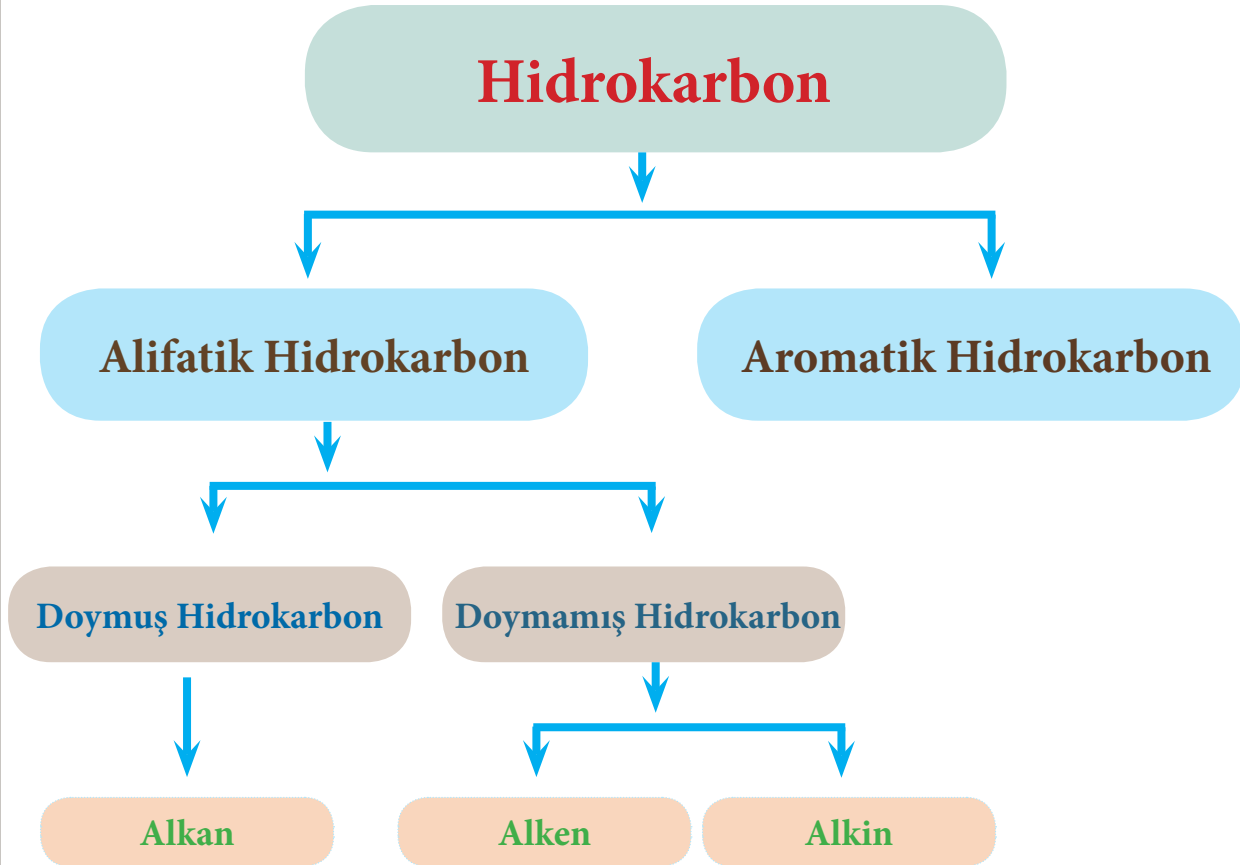 Hidrokarbon
Alifatik Hidrokarbon
Aromatik Hidrokarbon
Doymuş Hidrokarbon
Doymamış Hidrokarbon
Alkan
Alken
Alkin